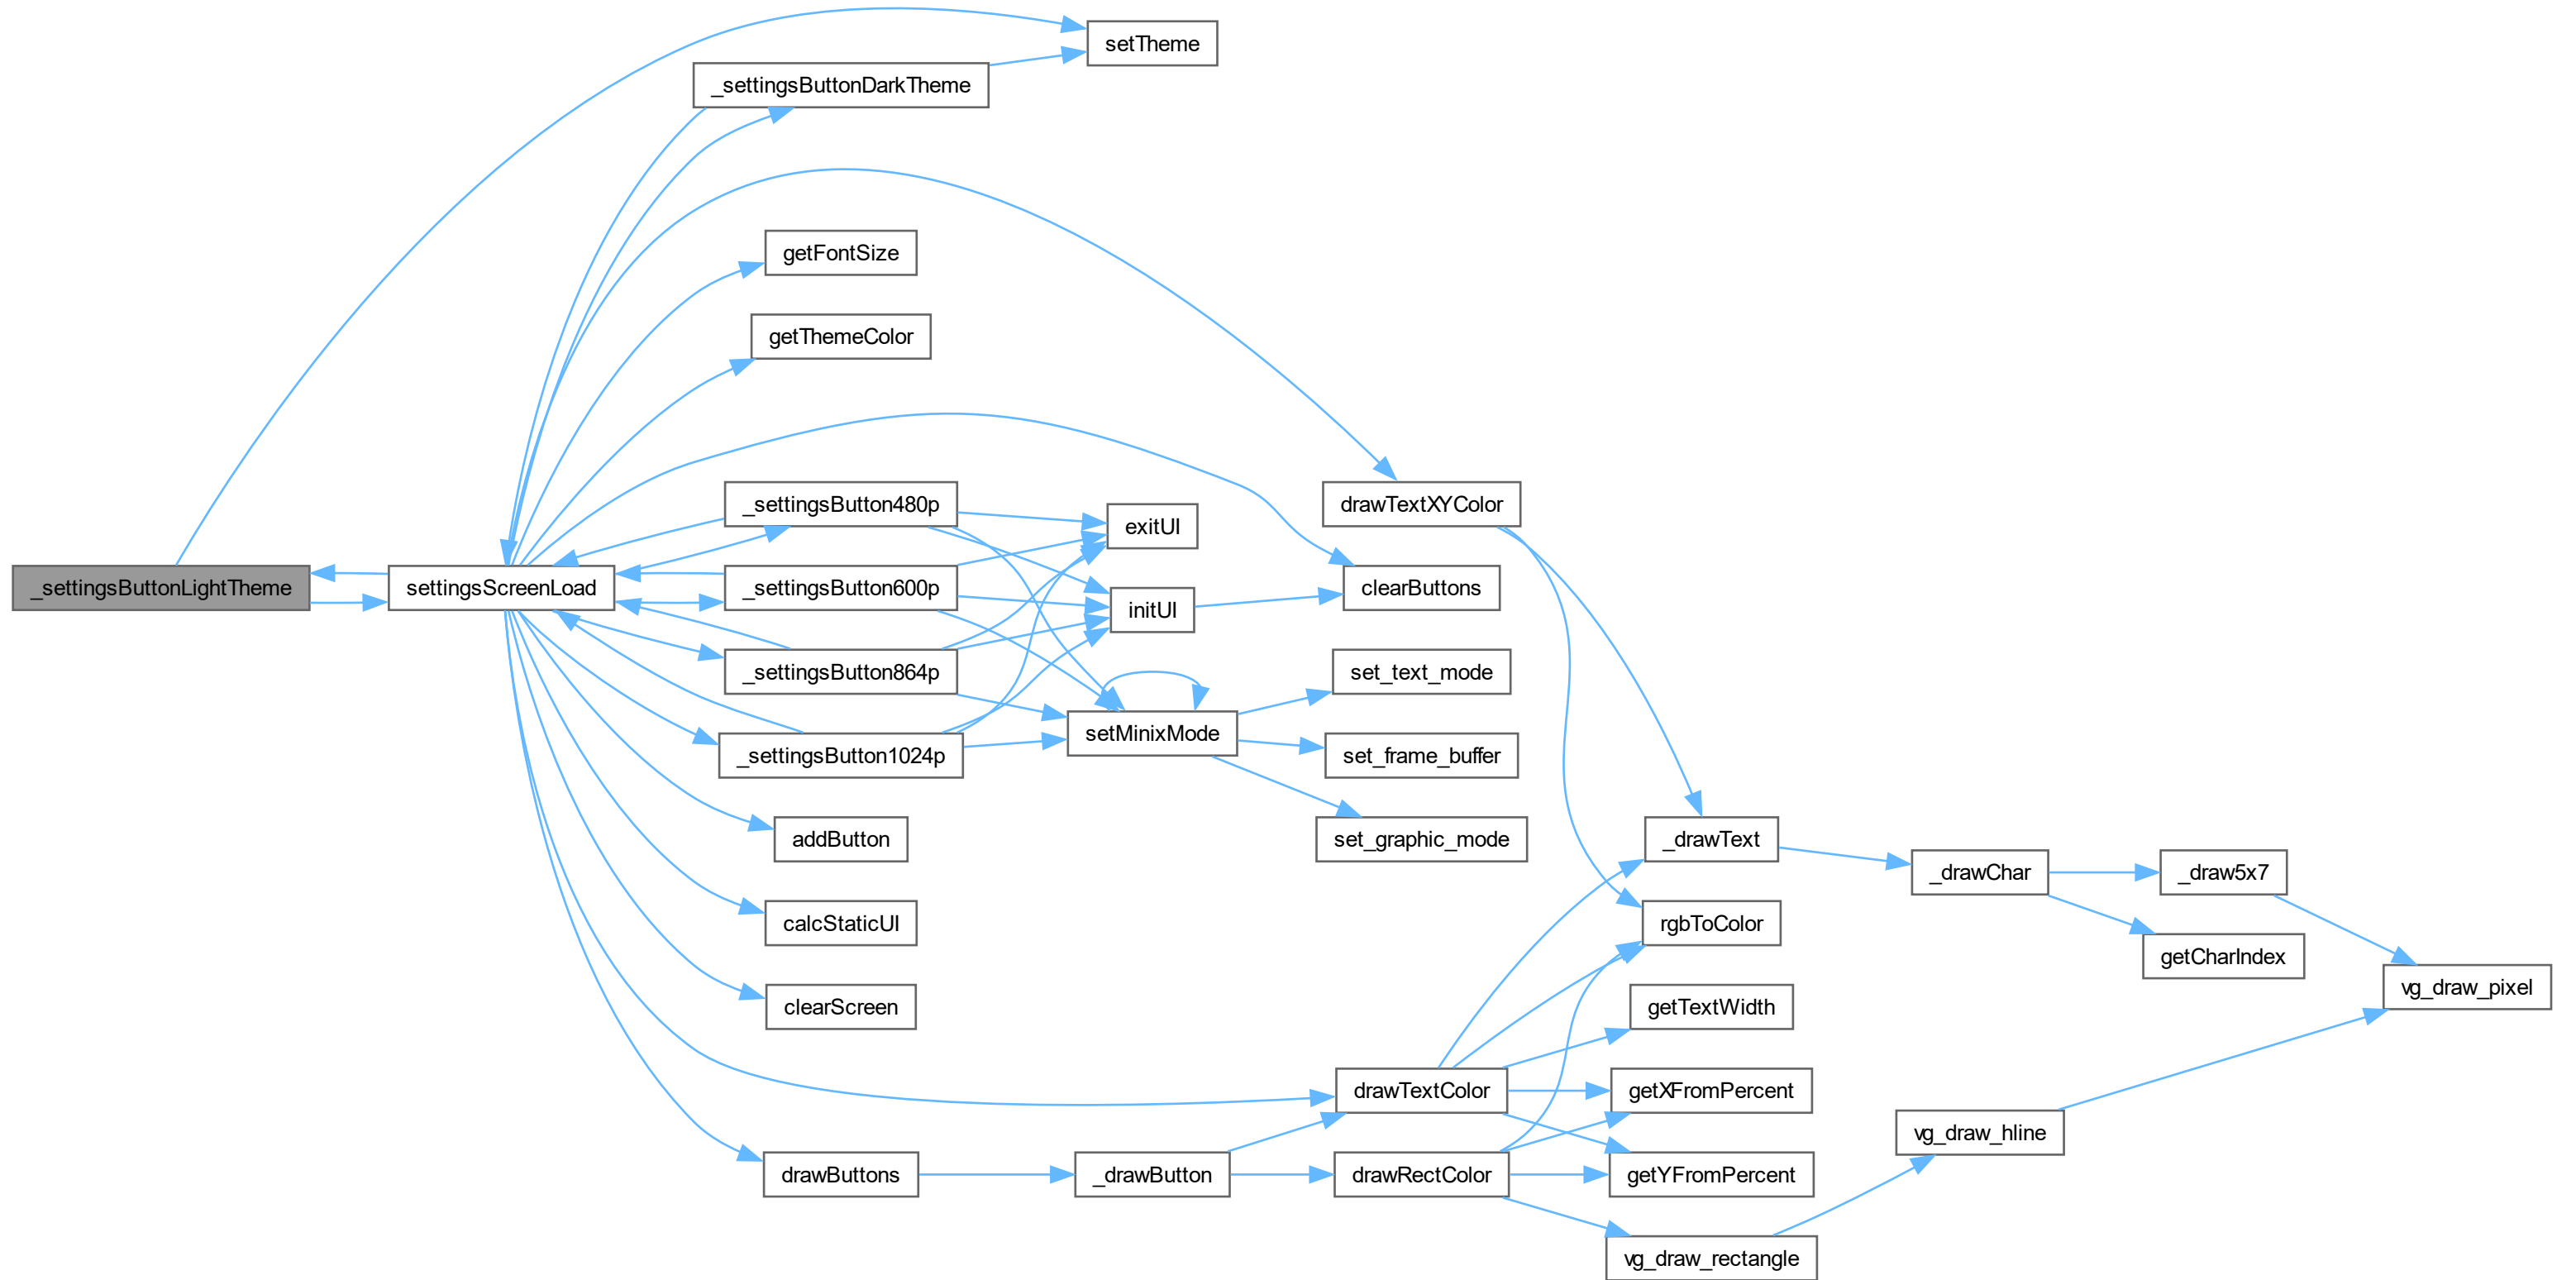 setTheme
_settingsButtonDarkTheme
getFontSize
getThemeColor
_settingsButton480p
exitUI
drawTextXYColor
_settingsButtonLightTheme
settingsScreenLoad
_settingsButton600p
initUI
clearButtons
_settingsButton864p
set_text_mode
setMinixMode
_settingsButton1024p
set_frame_buffer
addButton
set_graphic_mode
_drawText
_drawChar
_draw5x7
calcStaticUI
rgbToColor
getCharIndex
clearScreen
getTextWidth
vg_draw_pixel
drawTextColor
getXFromPercent
vg_draw_hline
drawButtons
_drawButton
drawRectColor
getYFromPercent
vg_draw_rectangle